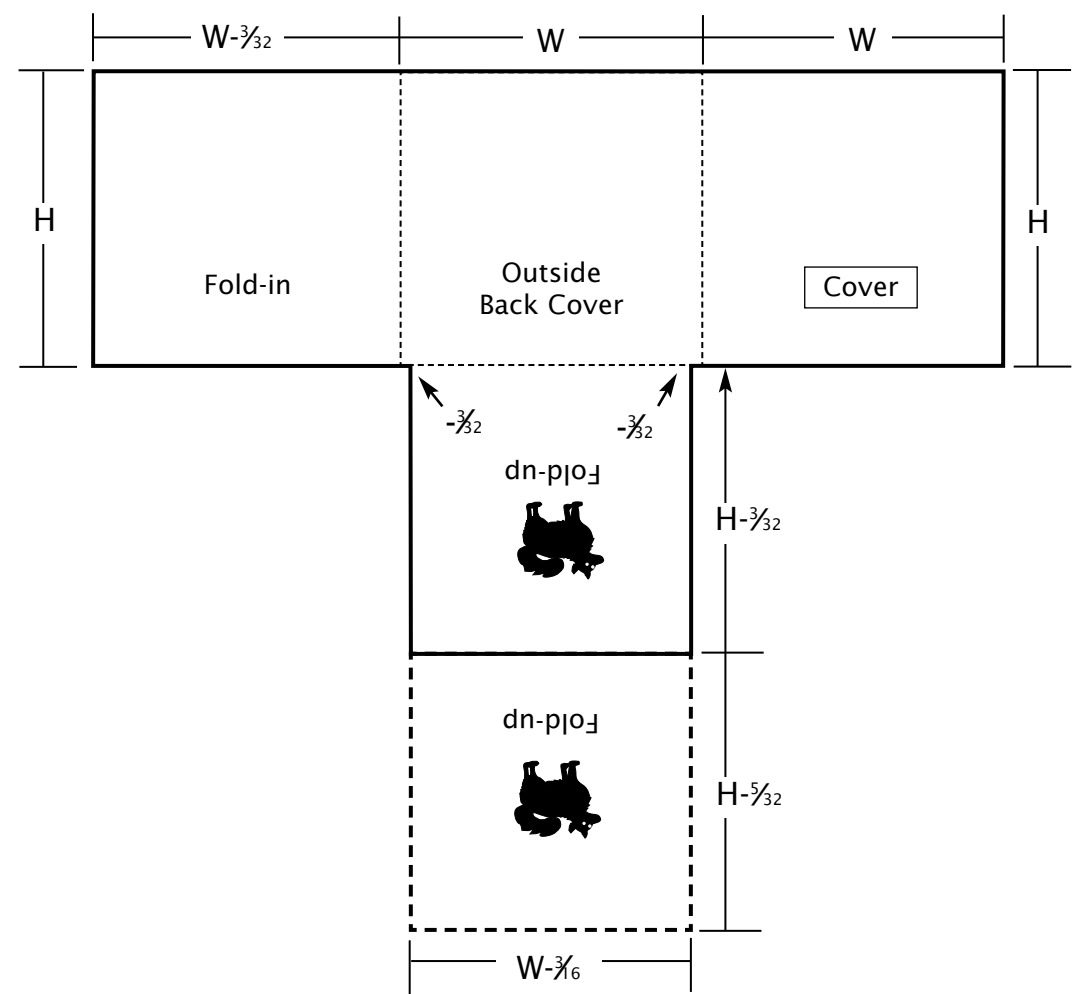 W-3⁄32
W
W
H
H
Fold-in
Outside
Back Cover
Cover
-3⁄32
-3⁄32
Fold-up
H-3⁄32
Fold-up
H-5⁄32
W-3⁄16